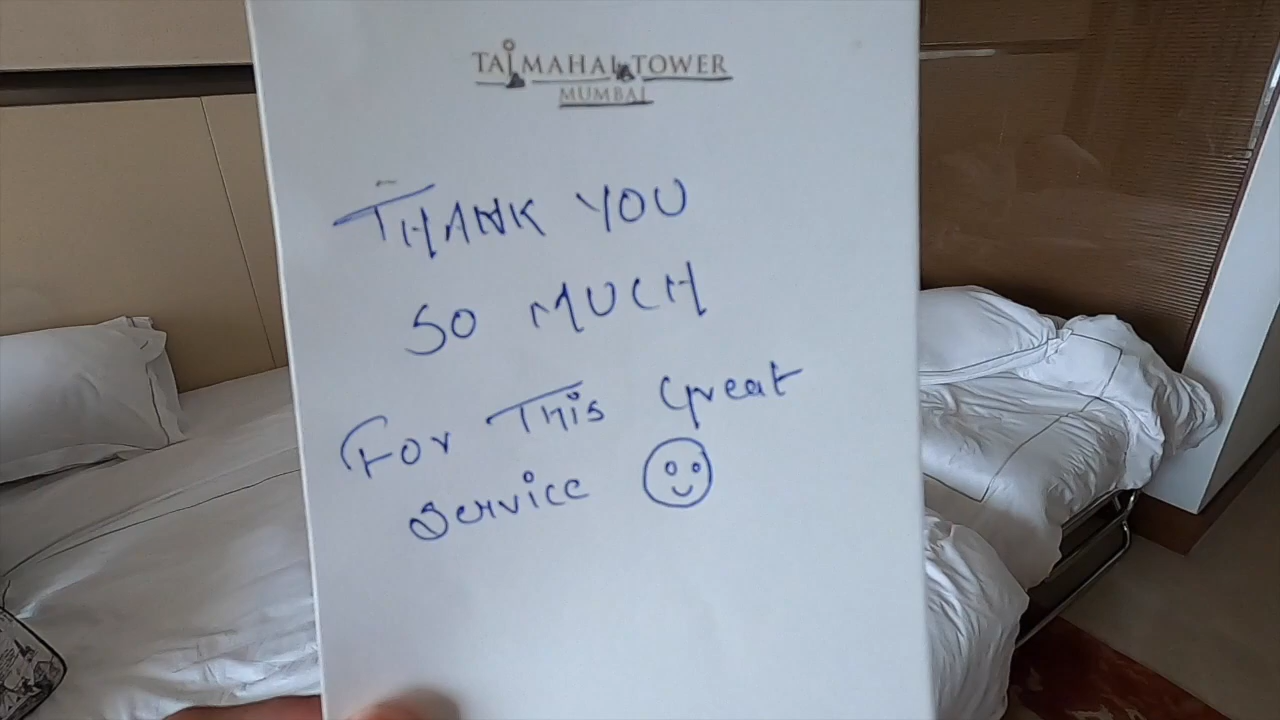 TAJ MAHAL TOWER
MUMBAI
THANK YOU
SO MUCH
For This Great
Service